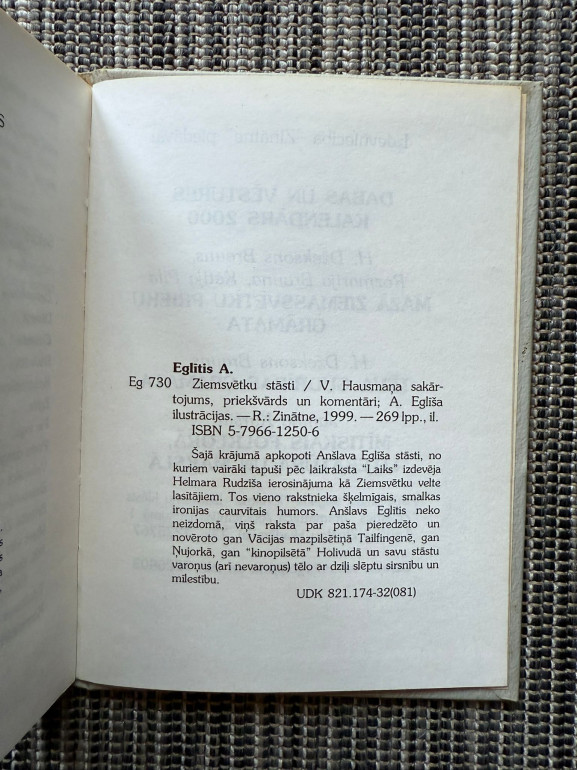 Eglītis A.
Eg 730 Ziemsvētku stāsti / V. Hausmaņa sakār-
tojums, priekšvārds un komentāri; A. Eglīša
ilustrācijas. — R.: Zinātne, 1999. — 269 lpp., il.
ISBN 5-7966-1250-6
Šajā krājumā apkopoti Anšlava Eglīša stāsti, no
kuriem vairāki tapuši pēc laikraksta “Laiks” izdevēja
Helmara Rudzīša ierosinājuma kā Ziemsvētku velte
lasītājiem. Tos vieno rakstnieka šķelmīgais, smalkas
ironijas caurvītais humors. Anšlavs Eglītis neko
neizdomā, viņš raksta par paša pieredzēto un
novēroto gan Vācijas mazpilsētiņā Tailfingenē, gan
Ņujorkā, gan “kinopilsētā” Holivudā un savu stāstu
varoņus (arī nevaroņus) tēlo ar dziļi slēptu sirsnību un
mīlestību.
UDK 821.174-32(081)